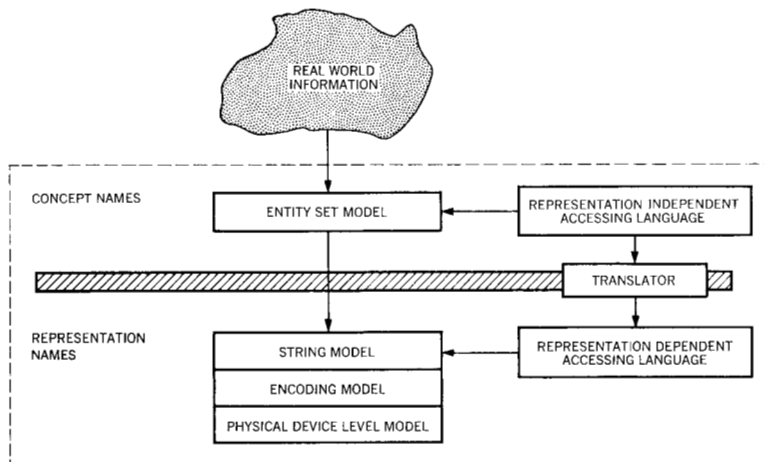 REAL WORLD
INFORMATION
CONCEPT NAMES
ENTITY SET MODEL
REPRESENTATION INDEPENDENT
ACCESSING LANGUAGE
TRANSLATOR
REPRESENTATION
NAMES
STRING MODEL
REPRESENTATION DEPENDENT
ACCESSING LANGUAGE
ENCODING MODEL
PHYSICAL DEVICE LEVEL MODEL